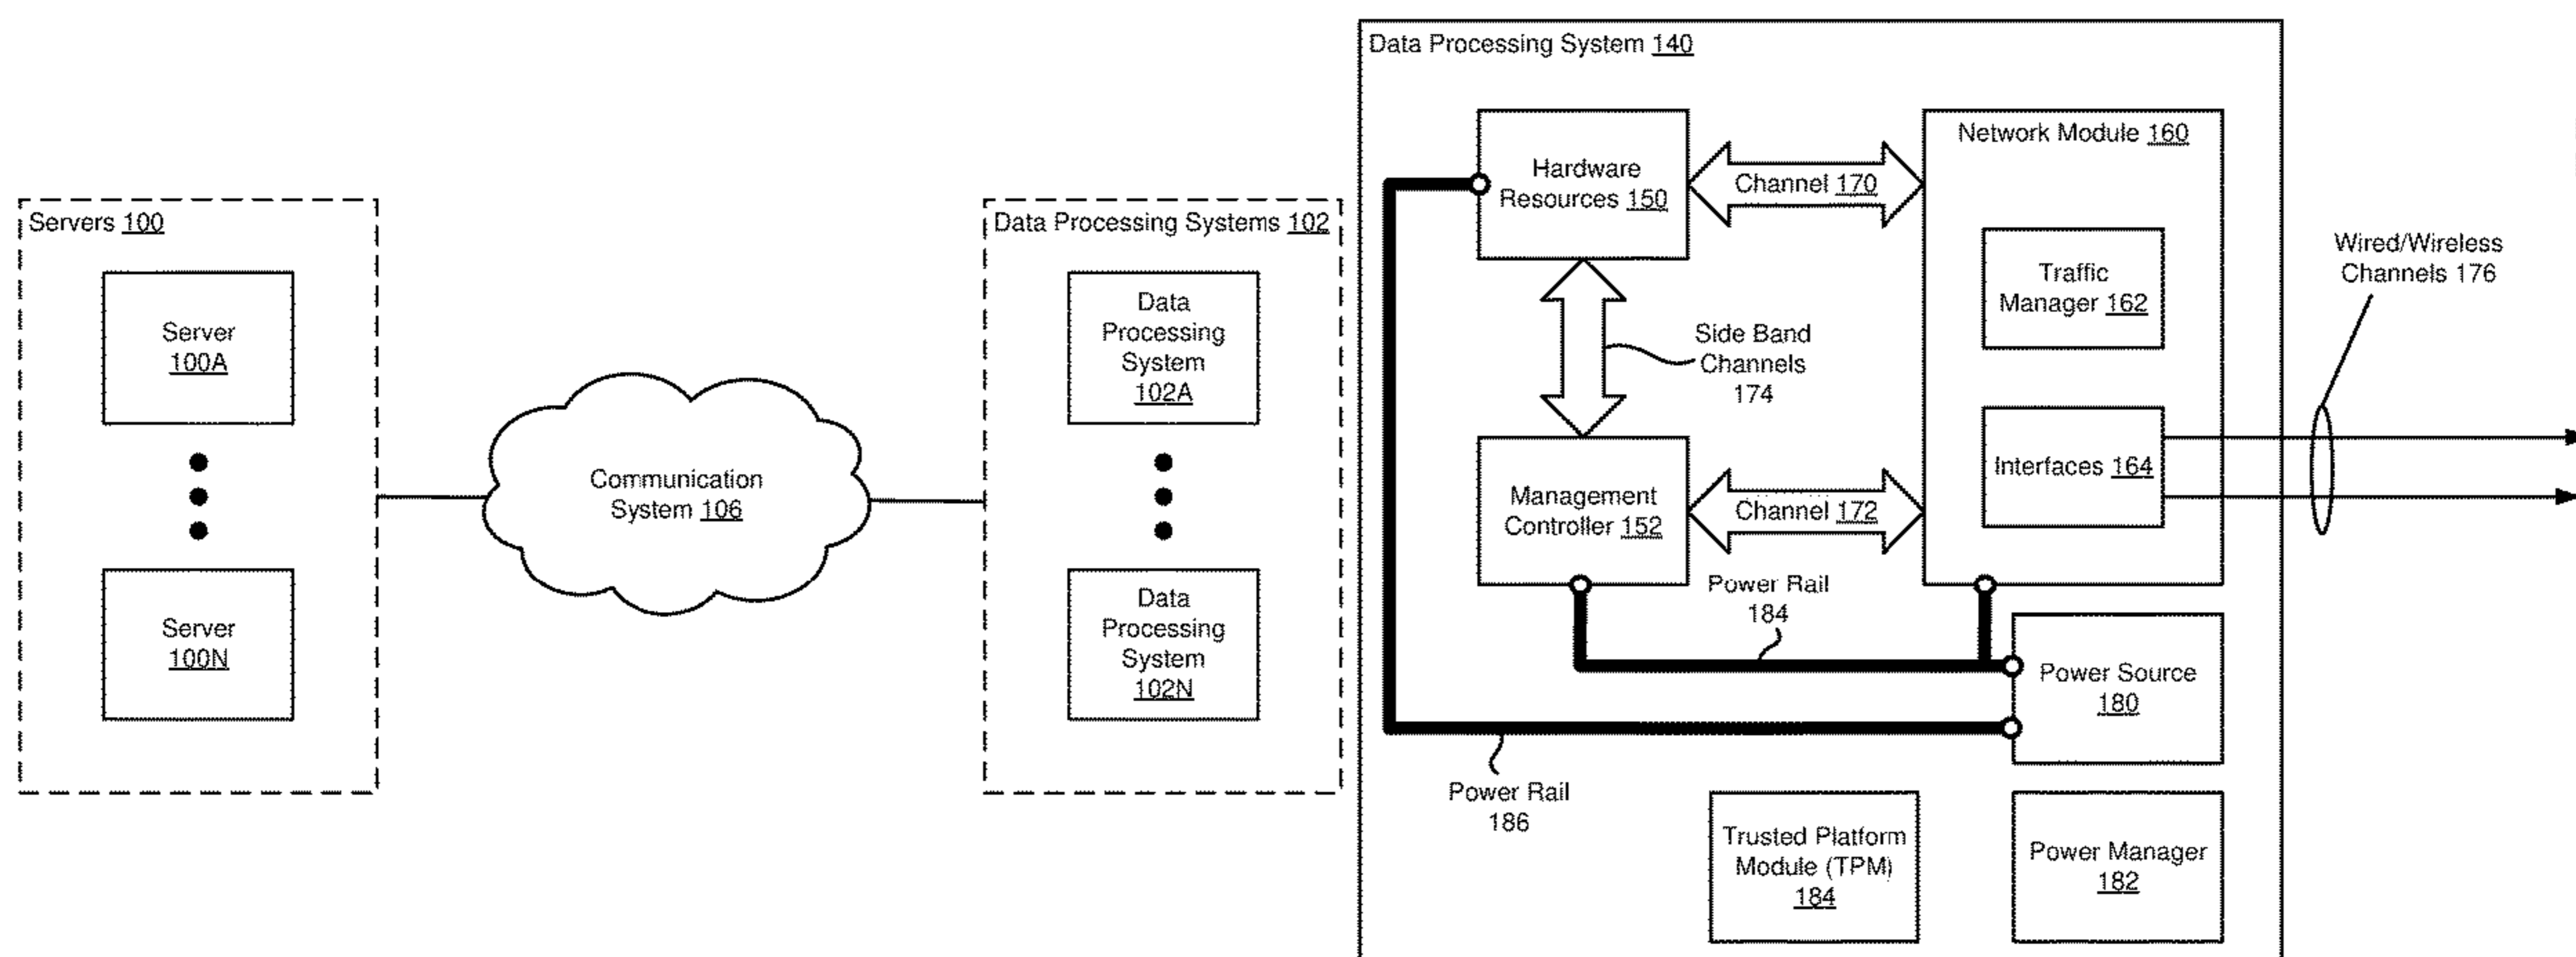 Servers 100
Server
100A
Server
100N
Communication
System 106
Data Processing Systems 102
Data
Processing
System
102A
Data
Processing
System
102N
Data Processing System 140
Hardware
Resources 150
Channel 170
Network Module 160
Traffic
Manager 162
Interfaces 164
Wired/Wireless
Channels 176
Side Band
Channels
174
Management
Controller 152
Channel 172
Power Rail
184
Power Source
180
Power Rail
186
Trusted Platform
Module (TPM)
184
Power Manager
182